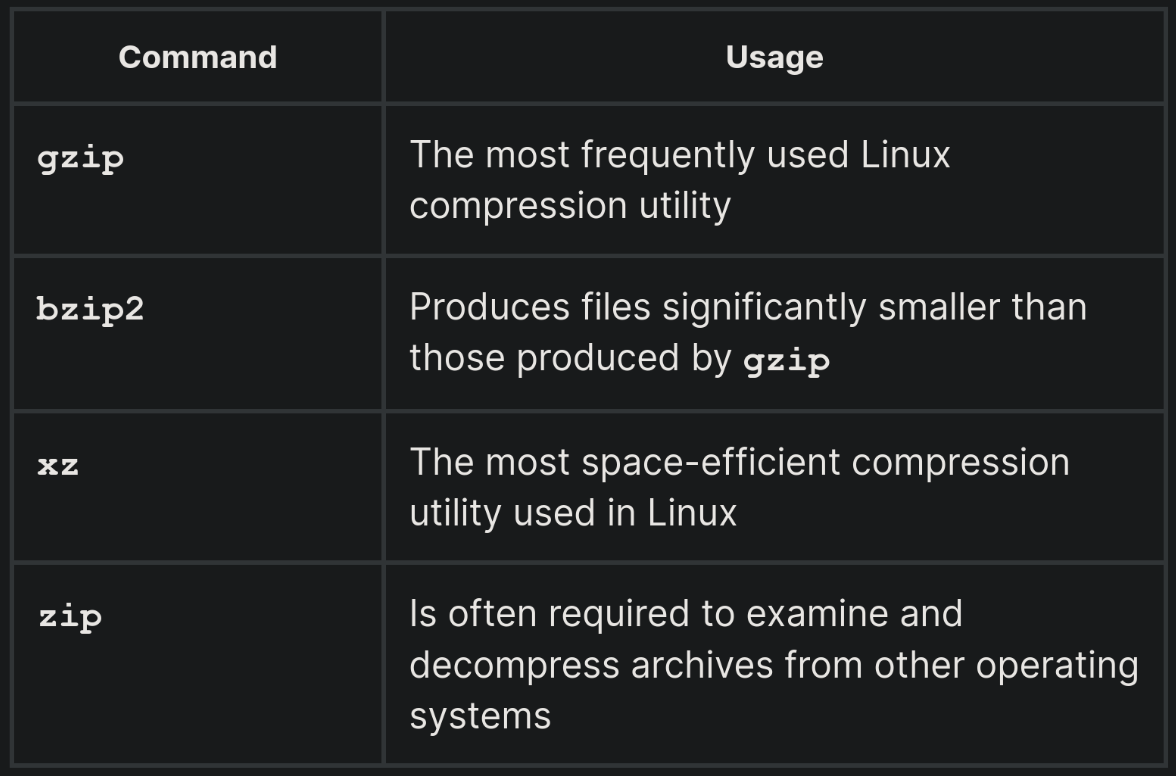 Command
Usage
gzip
The most frequently used Linux
compression utility
bzip2
Produces files significantly smaller than
those produced by gzip
xz
The most space-efficient compression
utility used in Linux
zip
Is often required to examine and
decompress archives from other operating
systems